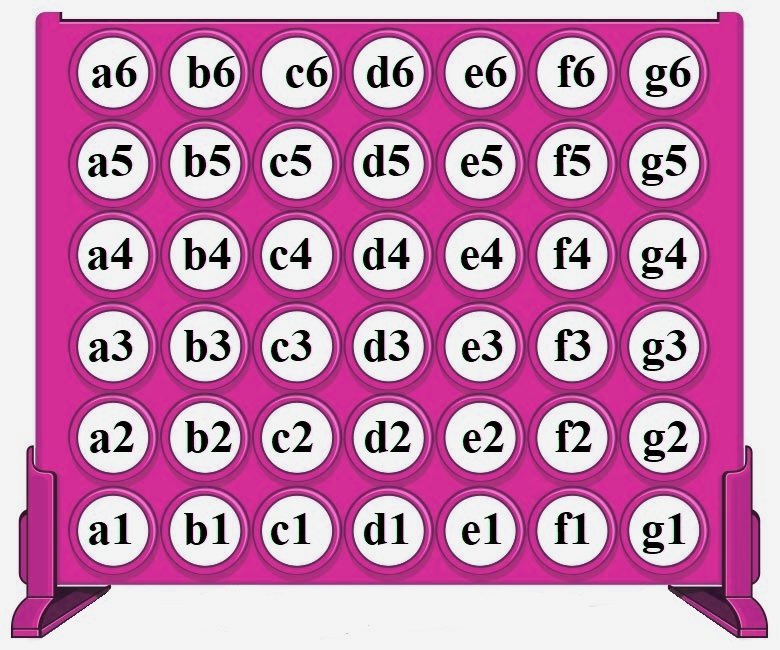 a6 b6 c6 d6 e6 f6 g6
a5 b5 c5 d5 e5 f5 g5
a4 b4 c4 d4 e4 f4 g4
a3 b3 c3 d3 e3 f3 g3
a2 b2 c2 d2 e2 f2 g2
a1 b1 c1 d1 e1 f1 g1